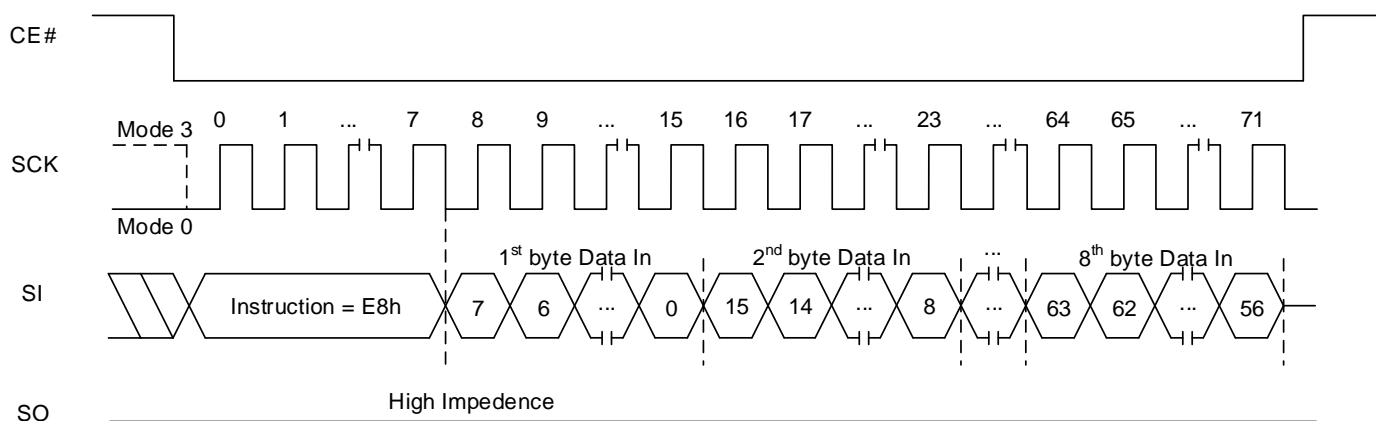 CE#
0 1 ... 7 8 9 ... 15 16 17 ... 23 ... 64 65 ... 71
Mode 3
SCK
Mode 0
1st byte Data In 2nd byte Data In ... 8th byte Data In
SI
Instruction = E8h 7 6 ... 0 15 14 ... 8 ... 63 62 ... 56
High Impedence
SO